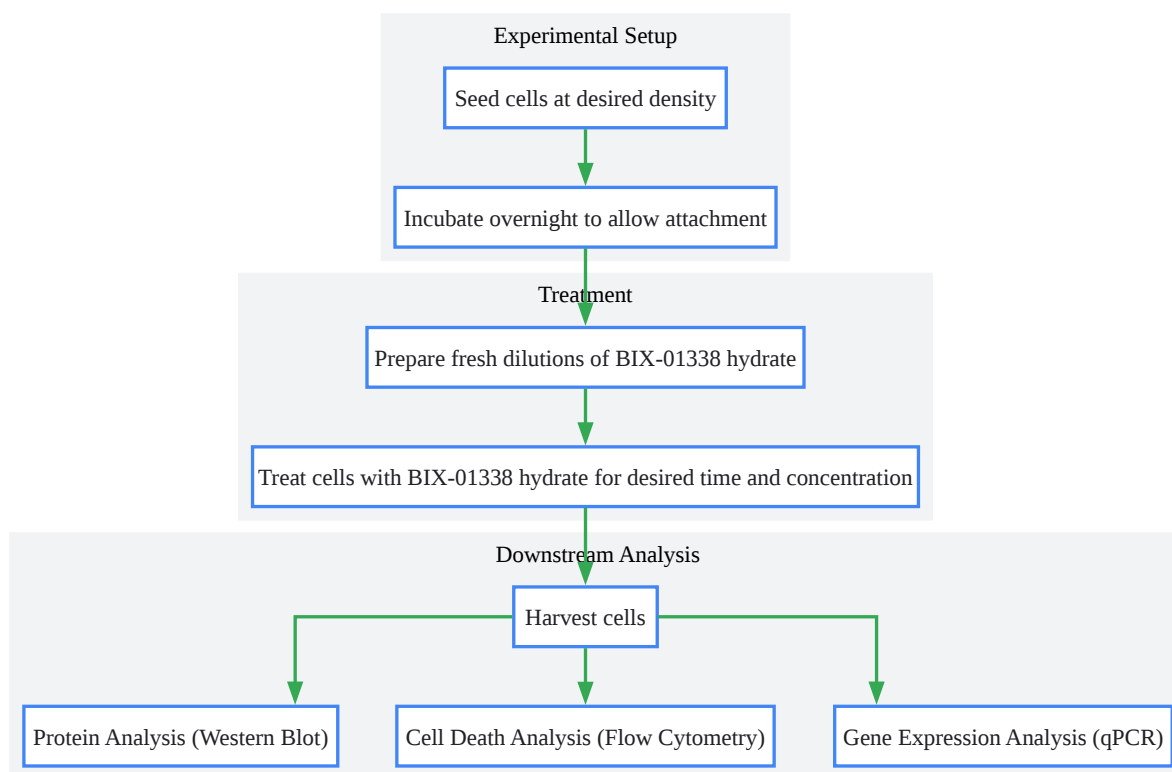 Experimental Setup
Seed cells at desired density
Incubate overnight to allow attachment
Treatment
Prepare fresh dilutions of BIX-01338 hydrate
Treat cells with BIX-01338 hydrate for desired time and concentration
Downstream Analysis
Harvest cells
Protein Analysis (Western Blot)
Cell Death Analysis (Flow Cytometry)
Gene Expression Analysis (qPCR)